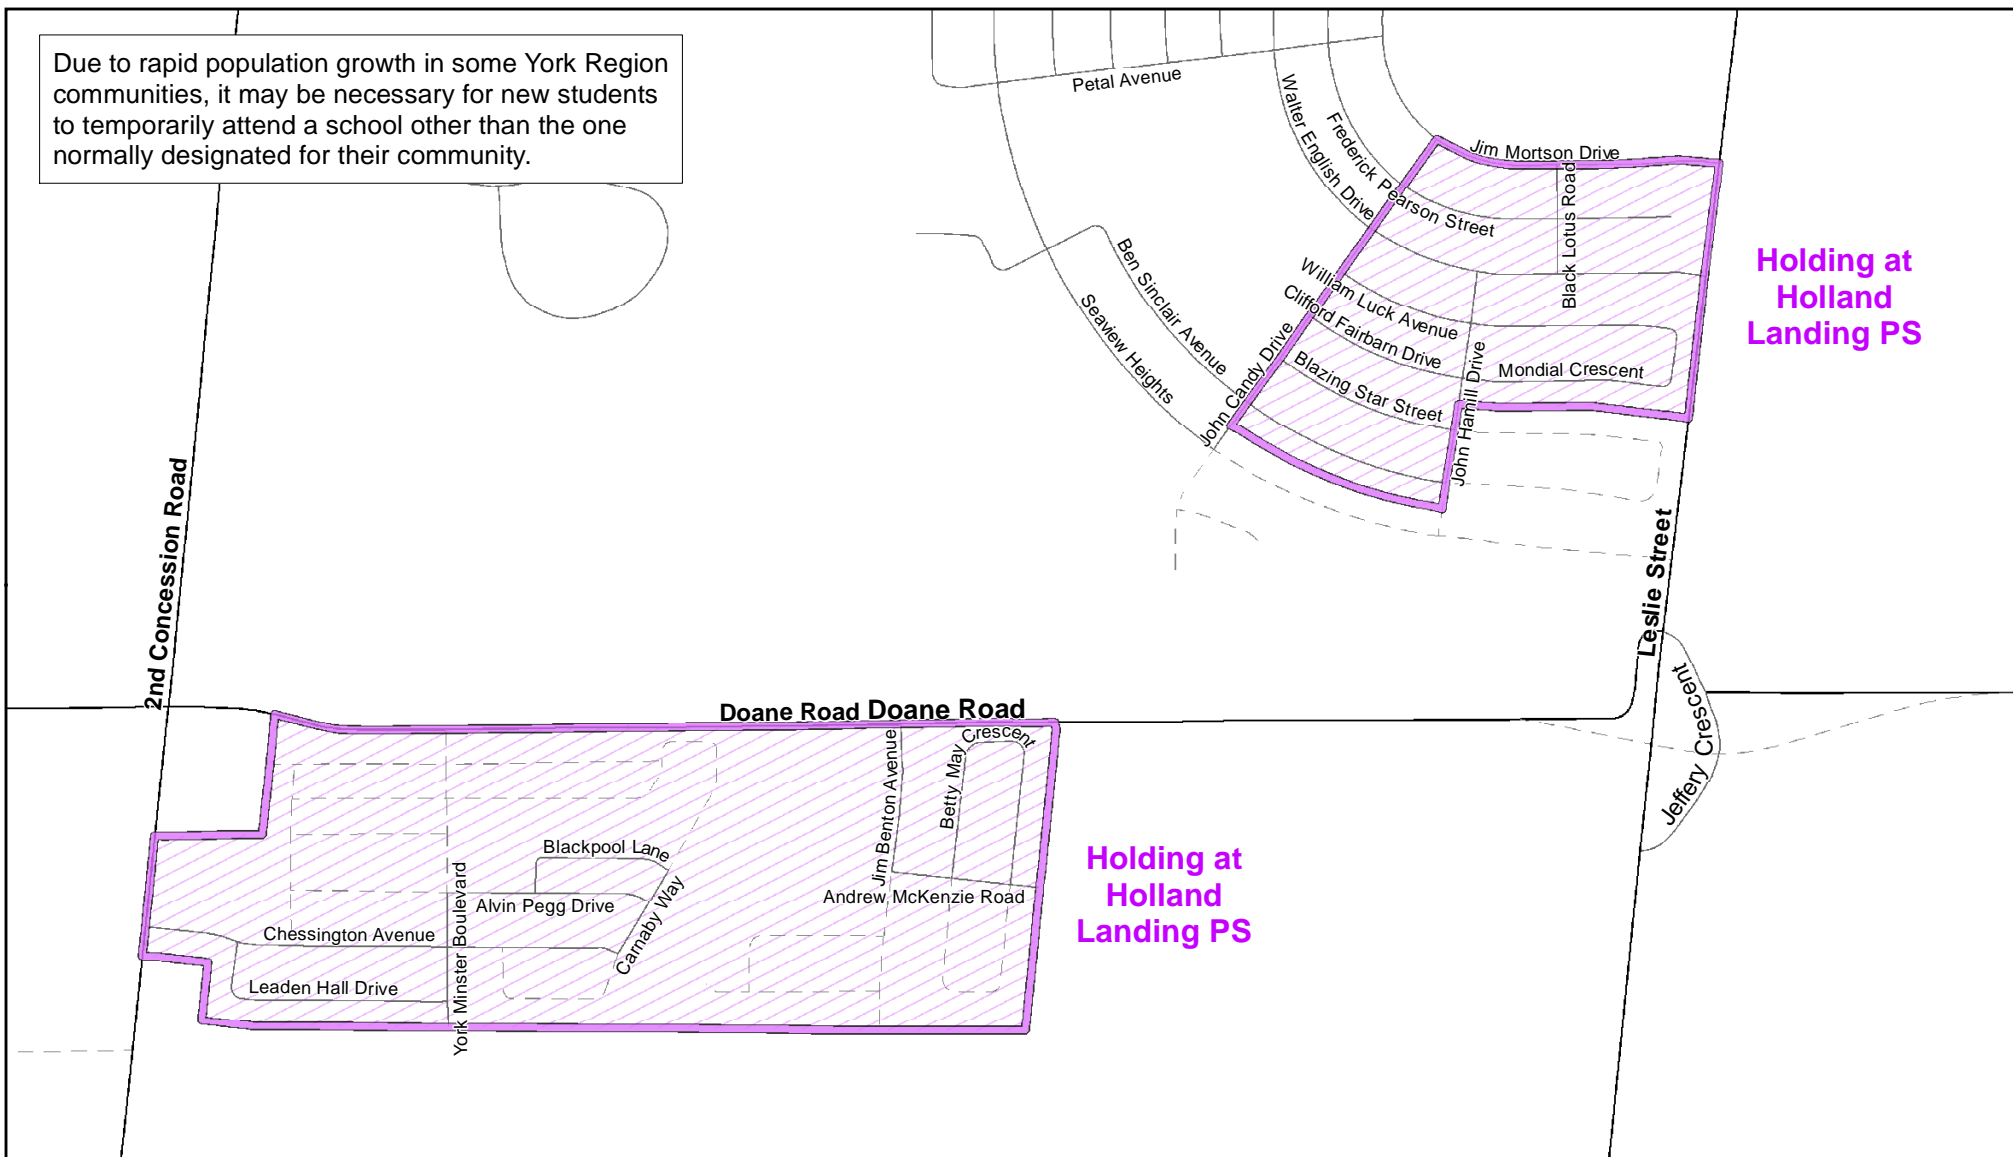 Due to rapid population growth in some York Region
communities, it may be necessary for new students
to temporarily attend a school other than the one
normally designated for their community.
Petal Avenue
Walter English Drive
Frederick Pearson Street
Jim Mortson Drive
Black Lotus Road
Holding at
Holland
Landing PS
Ben Sinclair Avenue
Seaview Heights
William Luck Avenue
Clifford Fairbarn Drive
Blazing Star Street
Mondial Crescent
John Candy Drive
John Hamill Drive
2nd Concession Road
Leslie Street
Jeffery Crescent
Doane Road Doane Road
Jim Benton Avenue
Betty May Crescent
Blackpool Lane
Alvin Pegg Drive
Andrew McKenzie Road
Carnaby Way
Chessington Avenue
York Minster Boulevard
Leaden Hall Drive
Holding at
Holland
Landing PS